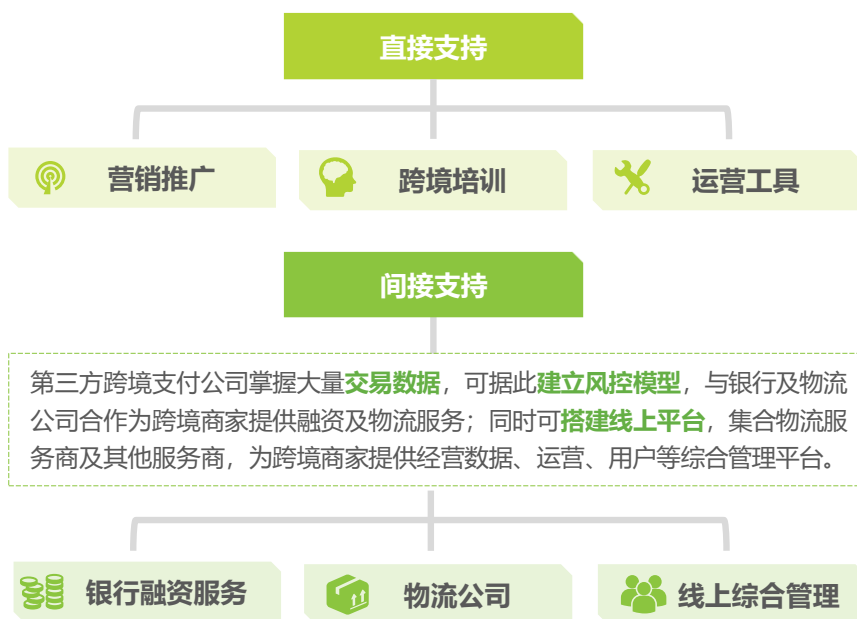 直接支持
营销推广
跨境培训
运营工具
间接支持
第三方跨境支付公司掌握大量交易数据，可据此建立风控模型，与银行及物流
公司合作为跨境商家提供融资及物流服务；同时可搭建线上平台，集合物流服
务商及其他服务商，为跨境商家提供经营数据、运营、用户等综合管理平台。
银行融资服务
物流公司
线上综合管理